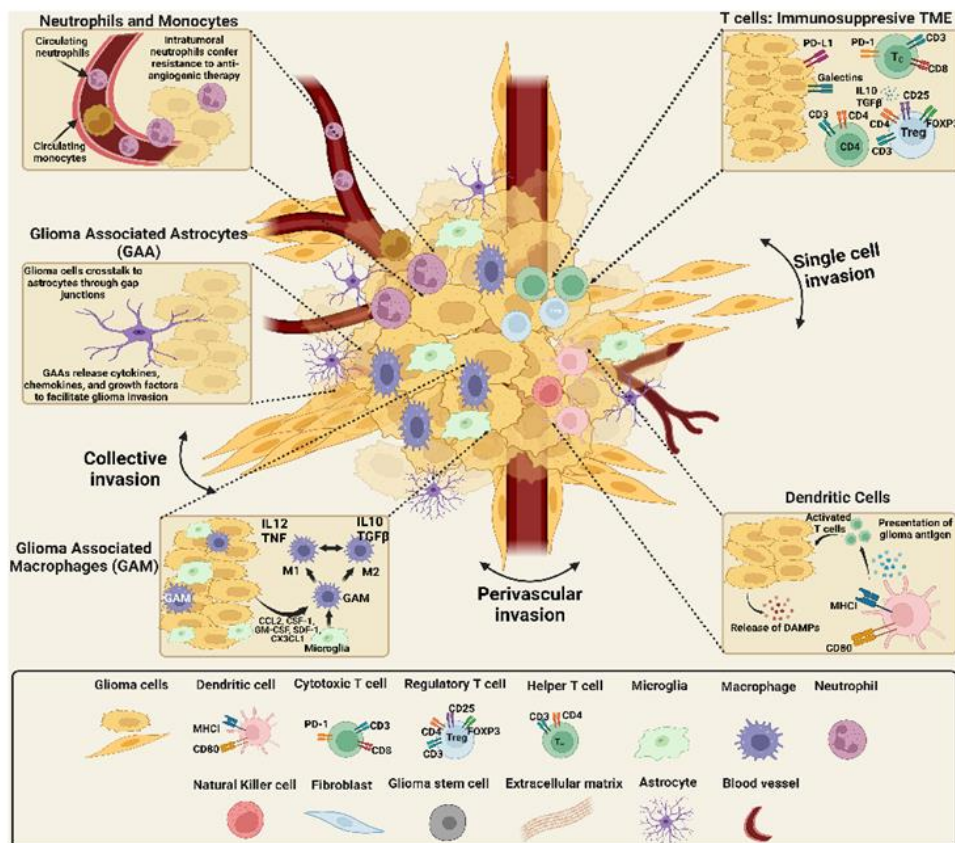 Neutrophils and Monocytes
Circulating
neutrophils
Intratumoral
neutrophils confer
resistance to anti-
angiogenic therapy
Circulating
monocytes
T cells: Immunosuppresive TME
PD-L1
PD-1
CD3
Tc
CD8
Galectins
IL10
TGFβ
CD25
CD3
CD4
CD4
FOXP3
Treg
CD4
CD3
Glioma Associated Astrocytes
(GAA)
Glioma cells crosstalk to
astrocytes through gap
junctions
GAAs release cytokines,
chemokines, and growth factors
to facilitate glioma invasion
Single cell
invasion
Collective
invasion
Glioma Associated
Macrophages (GAM)
IL12
TNF
IL10
TGFβ
M1
M2
GAM
GAM
CCL2, CSF-1,
GM-CSF, SDF-1,
CX3CL1
Microglia
Perivascular
invasion
Dendritic Cells
Activated
T cells
Presentation of
glioma antigen
MHCI
Release of DAMPs
CD80
Glioma cells
Dendritic cell
Cytotoxic T cell
Regulatory T cell
Helper T cell
Microglia
Macrophage
Neutrophil
MHCI
CD80
PD-1
CD3
CD8
CD25
CD4
FOXP3
Treg
CD3
CD3
CD4
Natural Killer cell
Fibroblast
Glioma stem cell
Extracellular matrix
Astrocyte
Blood vessel